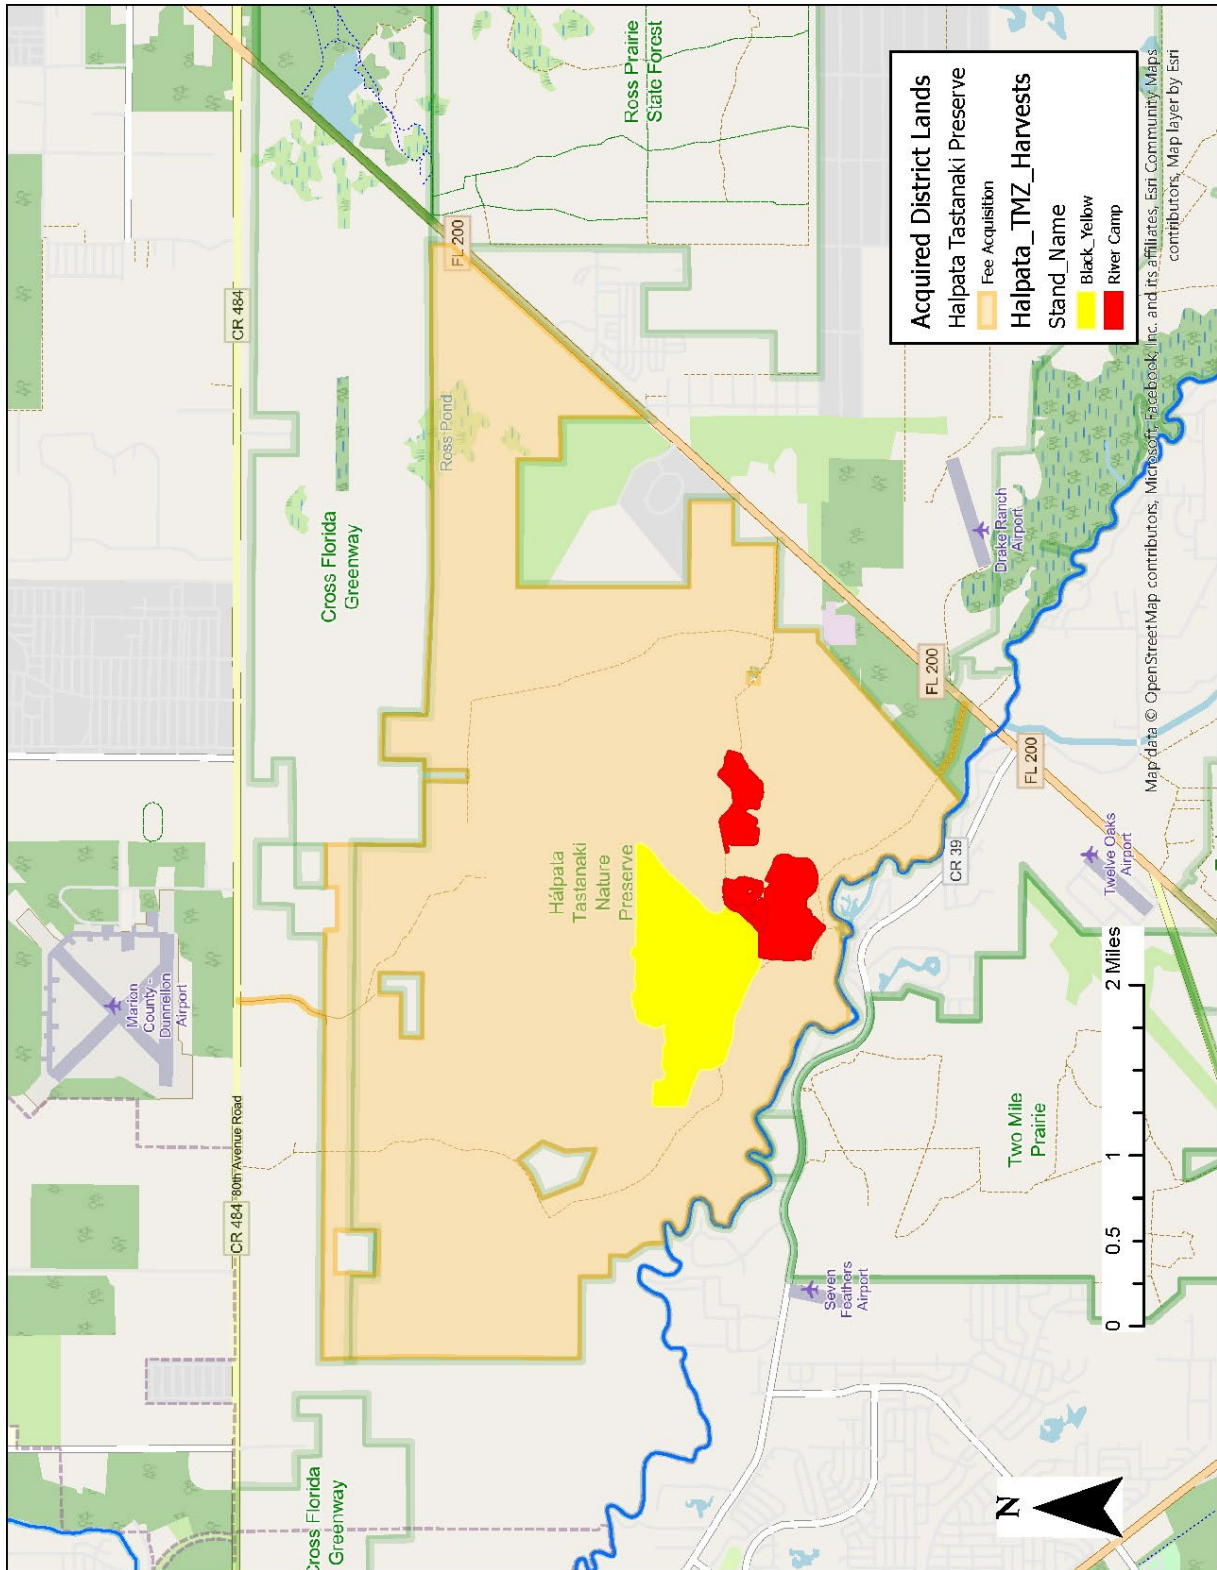 CR 484
CR 484
80th Avenue Road
Marion
County -
Dunnellon
Airport
Cross Florida
Greenway
Cross Florida
Greenway
Ross Pond
FL 200
Ross Prairie
State Forest
Halpata
Tastanaki
Nature
Preserve
FL 200
FL 200
CR 39
Drake Ranch
Airport
Twelve Oaks
Airport
Seven
Feathers
Airport
Two Mile
Prairie
0
0.5
1
2 Miles
N
Acquired District Lands
Halpata Tastanaki Preserve
Fee Acquisition
Halpata_TMZ_Harvests
Stand_Name
Black_Yellow
River Camp
Map data © OpenStreetMap contributors, Microsoft, Facebook, Inc. and its affiliates, Esri Community Maps
contributors, Map layer by Esri